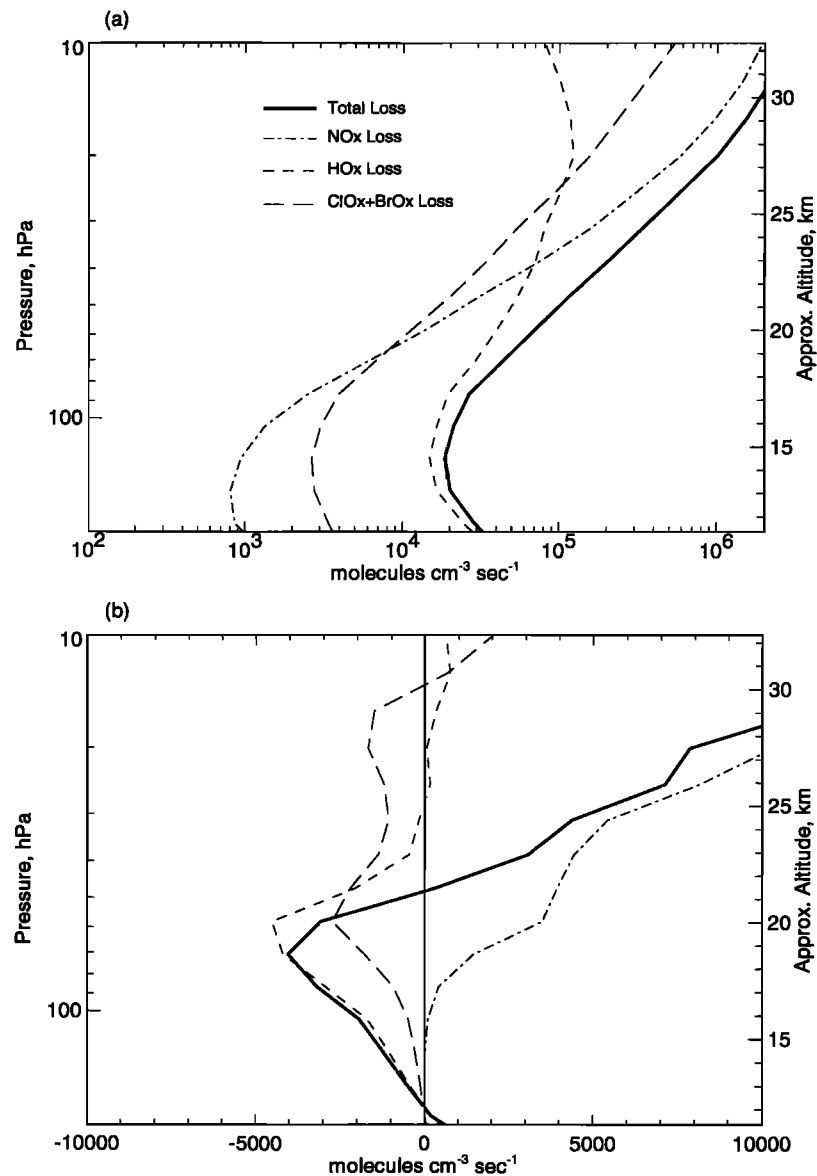 (a)
10
Total Loss
NOx Loss
HOx Loss
ClOx+BrOx Loss
Pressure, hPa
100
30
25
20
15
Approx. Altitude, km
10² 10³ 10⁴ 10⁵ 10⁶
molecules cm⁻³ sec⁻¹
(b)
10
Pressure, hPa
100
30
25
20
15
Approx. Altitude, km
-10000 -5000 0 5000 10000
molecules cm⁻³ sec⁻¹